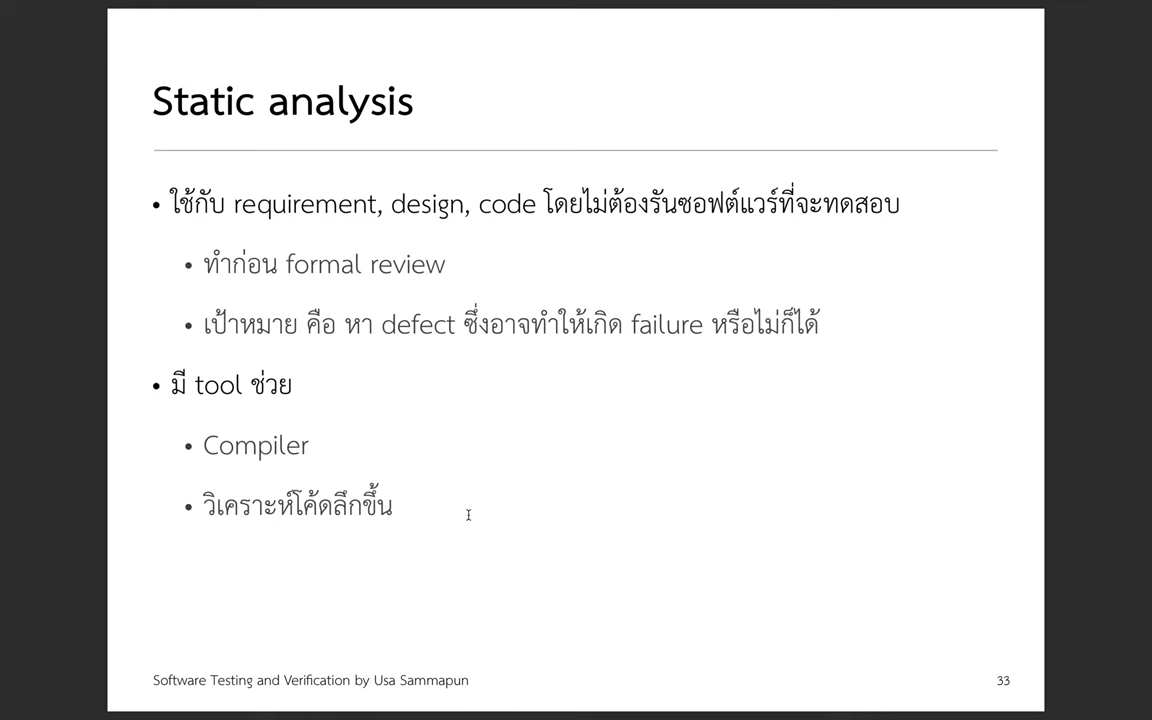 Static analysis
• ใช้กับ requirement, design, code โดยไม่ต้องรันซอฟต์แวร์ที่จะทดสอบ
• ทำก่อน formal review
• เป้าหมาย คือ หา defect ซึ่งอาจทำให้เกิด failure หรือไม่ก็ได้
• มี tool ช่วย
• Compiler
• วิเคราะห์โค้ดลึกขึ้น
Software Testing and Verification by Usa Sammapun
33